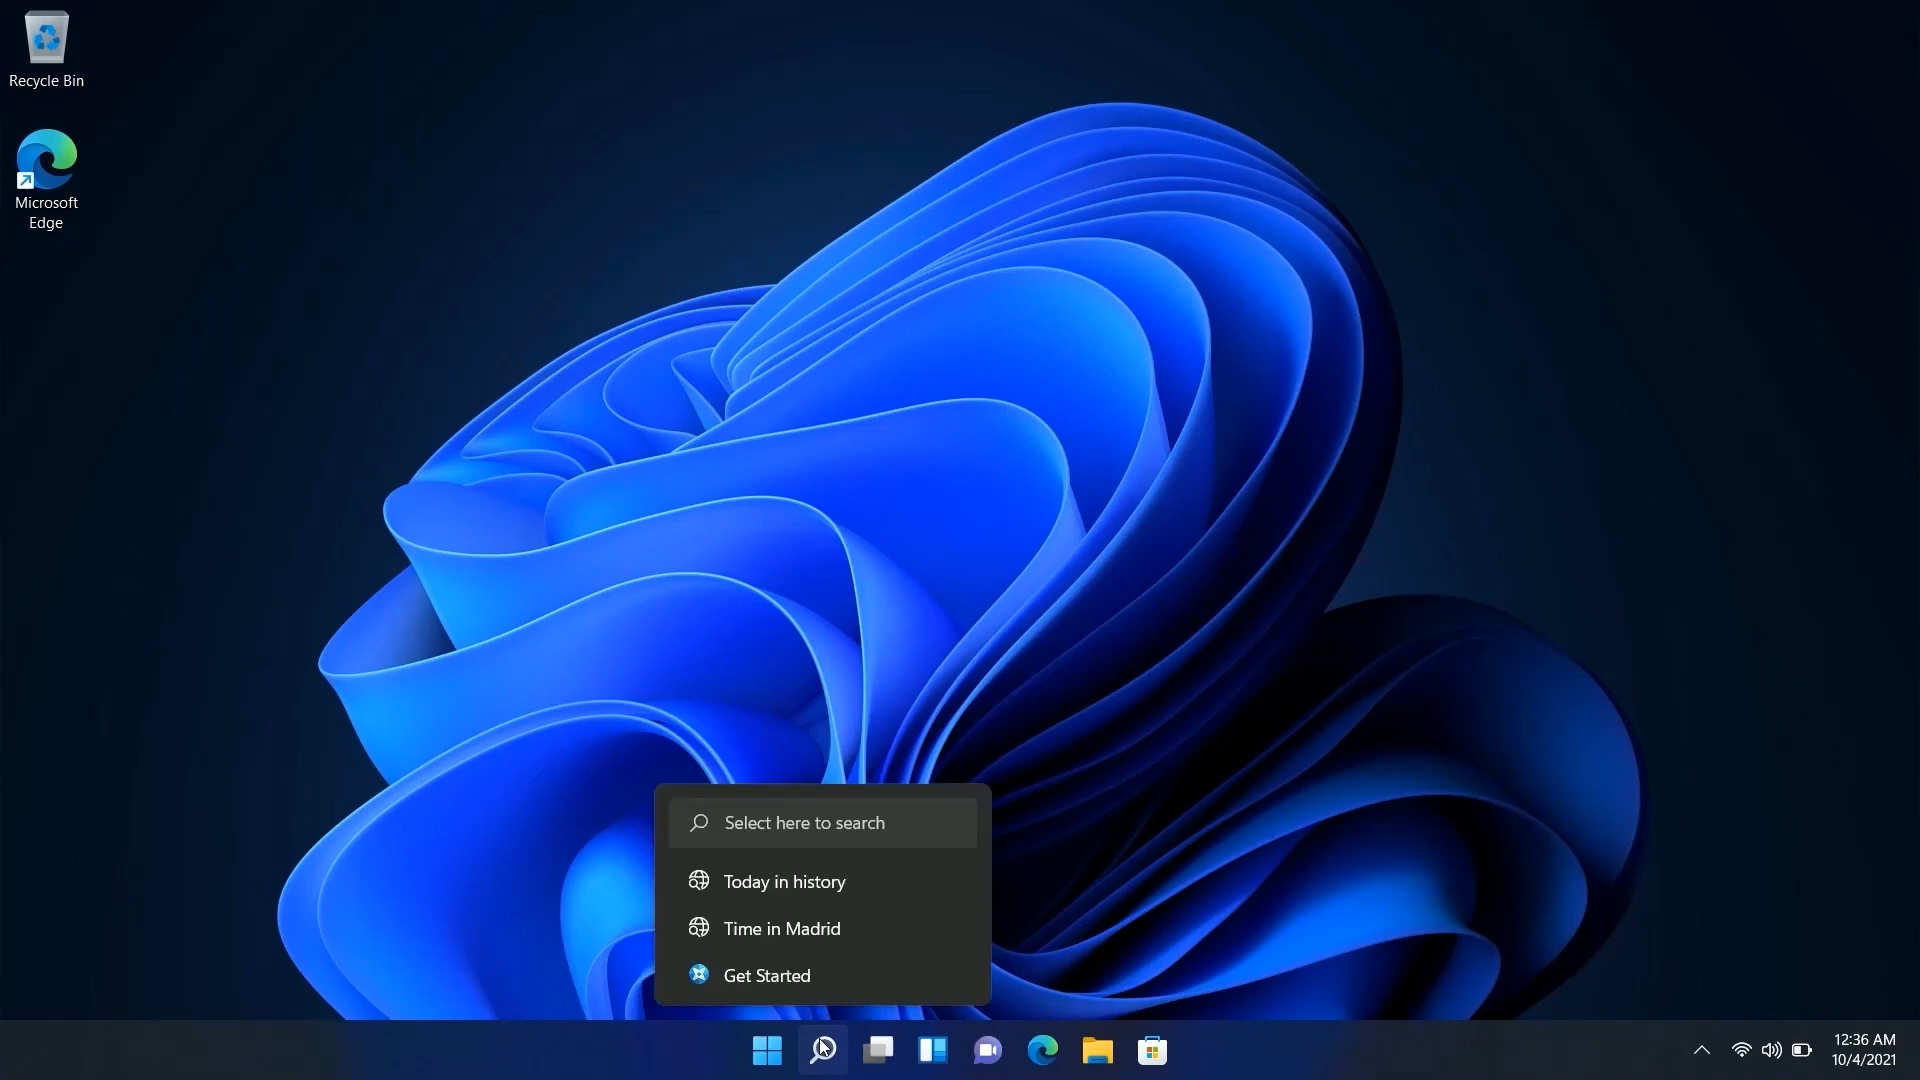 Recycle Bin
Microsoft
Edge
Select here to search
Today in history
Time in Madrid
Get Started
12:36 AM
10/4/2021